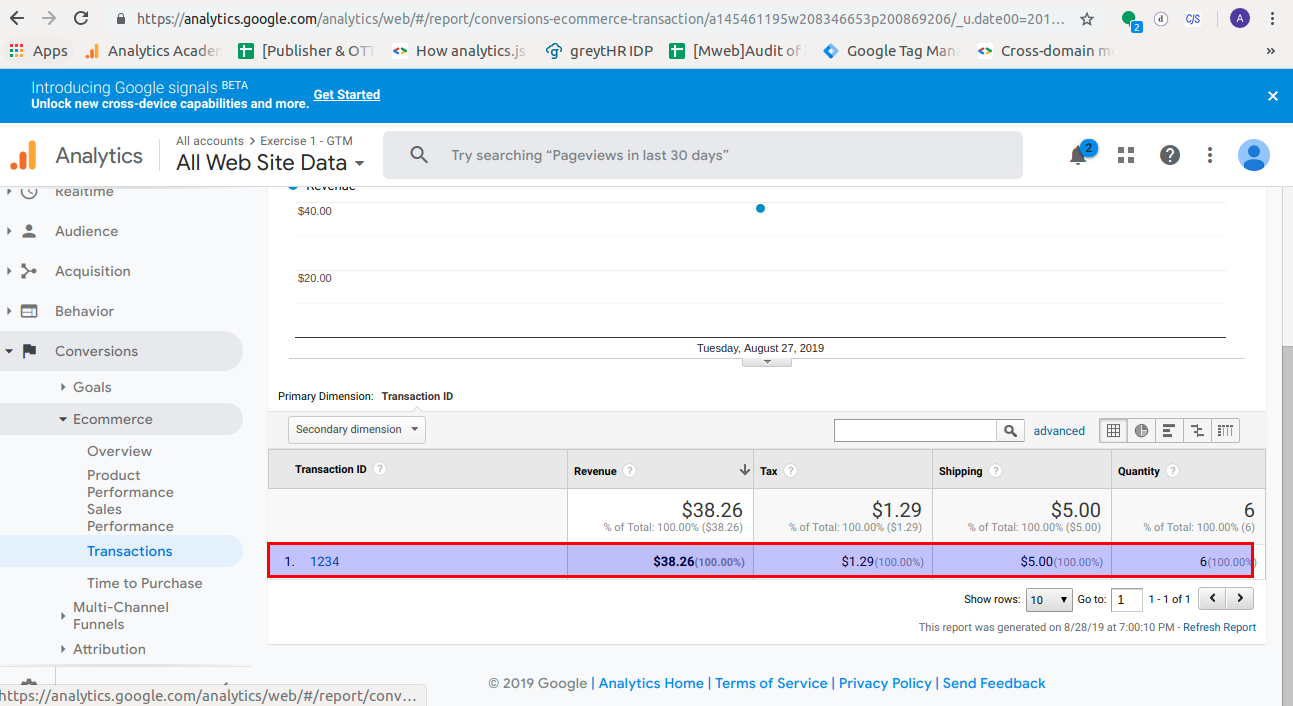 https://analytics.google.com/analytics/web/#/report/conversions-ecommerce-transaction/a145461195w208346653p200869206/_u.date00=201...
2
d
C/S
A
Apps
Analytics Acader
[Publisher & OTT
How analytics.js
greytHR IDP
[Mweb]Audit of
Google Tag Mana
Cross-domain m
»
Introducing Google signals BETA
Unlock new cross-device capabilities and more.
Get Started
Analytics
All accounts > Exercise 1 - GTM
All Web Site Data
Try searching “Pageviews in last 30 days”
2
Realtime
Audience
Acquisition
Behavior
Conversions
Goals
Ecommerce
Overview
Product
Performance
Sales
Performance
Transactions
Time to Purchase
Multi-Channel
Funnels
Attribution
Revenue
$40.00
$20.00
Tuesday, August 27, 2019
Primary Dimension: Transaction ID
Secondary dimension
advanced
Transaction ID ? Revenue ? Tax ? Shipping ? Quantity ?
$38.26 $1.29 $5.00 6
% of Total: 100.00% ($38.26) % of Total: 100.00% ($1.29) % of Total: 100.00% ($5.00) % of Total: 100.00% (6)
1. 1234 $38.26(100.00%) $1.29(100.00%) $5.00(100.00%) 6(100.00%)
Show rows: 10 Go to: 1 1 - 1 of 1
This report was generated on 8/28/19 at 7:00:10 PM - Refresh Report
© 2019 Google | Analytics Home | Terms of Service | Privacy Policy | Send Feedback
https://analytics.google.com/analytics/web/#/report/conv...